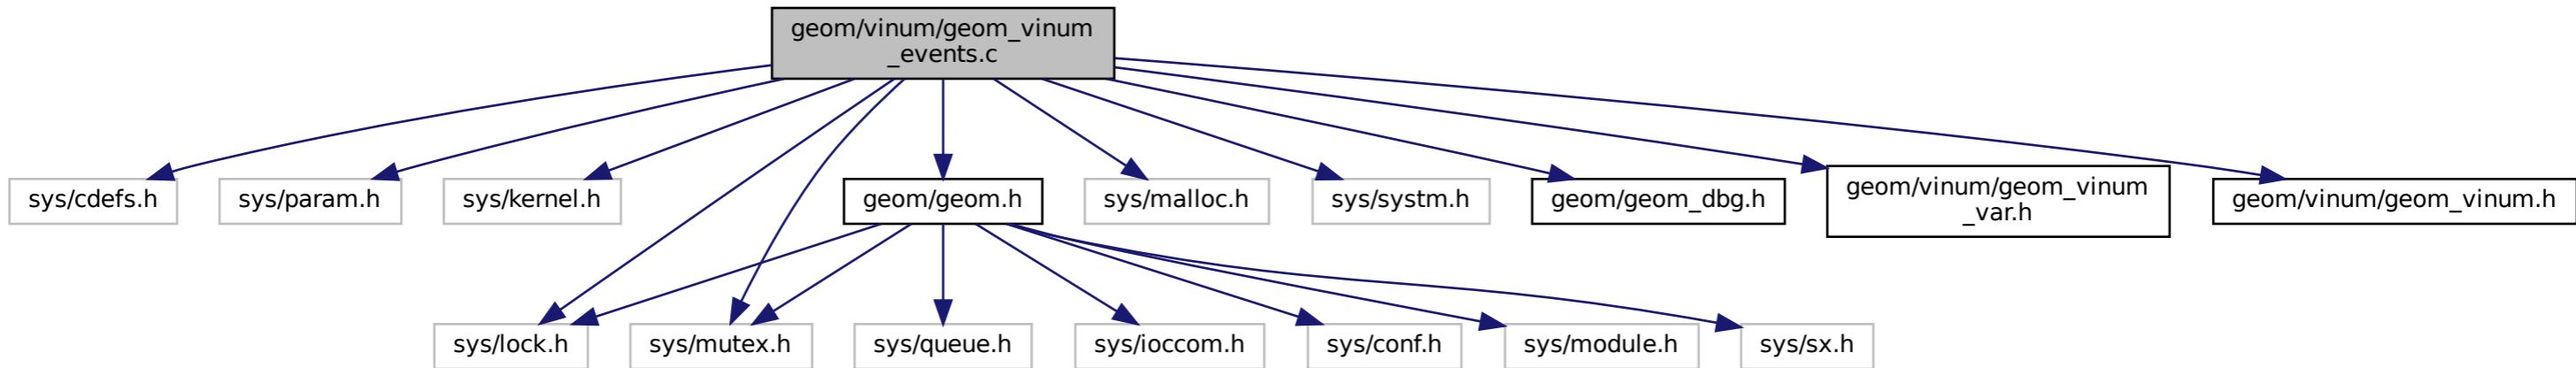 geom/vinum/geom_vinum
_events.c
sys/cdefs.h
sys/param.h
sys/kernel.h
geom/geom.h
sys/malloc.h
sys/systm.h
geom/geom_dbg.h
geom/vinum/geom_vinum
_var.h
geom/vinum/geom_vinum.h
sys/lock.h
sys/mutex.h
sys/queue.h
sys/ioccom.h
sys/conf.h
sys/module.h
sys/sx.h